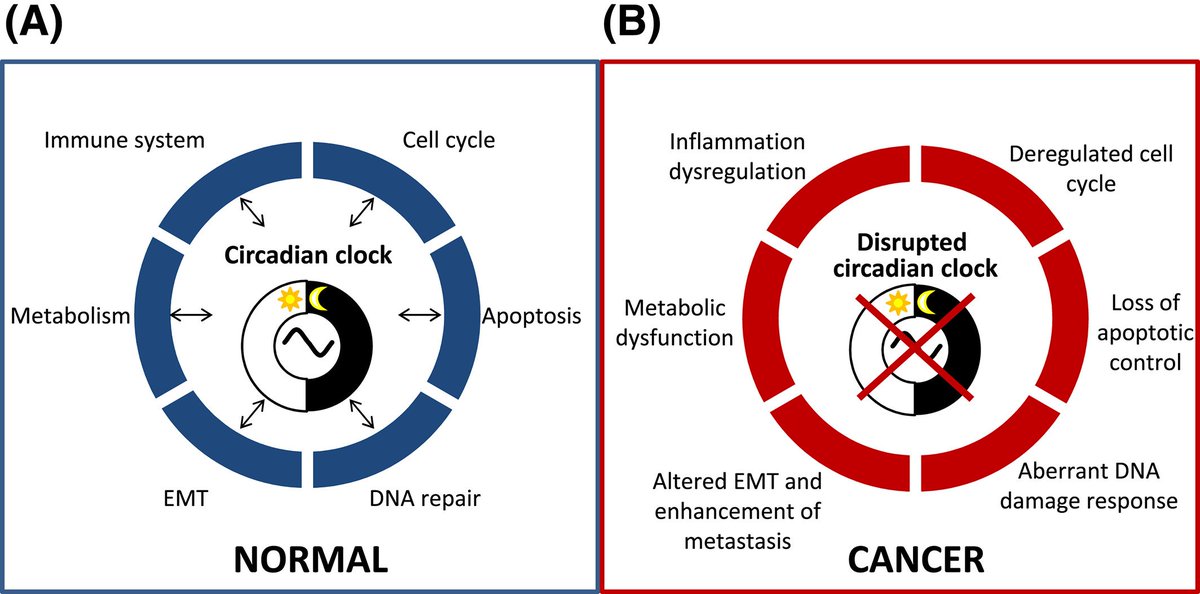 (A)
Immune system
Cell cycle
Circadian clock
Metabolism
Apoptosis
EMT
DNA repair
NORMAL
(B)
Inflammation
dysregulation
Deregulated cell
cycle
Disrupted
circadian clock
Metabolic
dysfunction
Loss of
apoptotic
control
Altered EMT and
enhancement of
metastasis
Aberrant DNA
damage response
CANCER